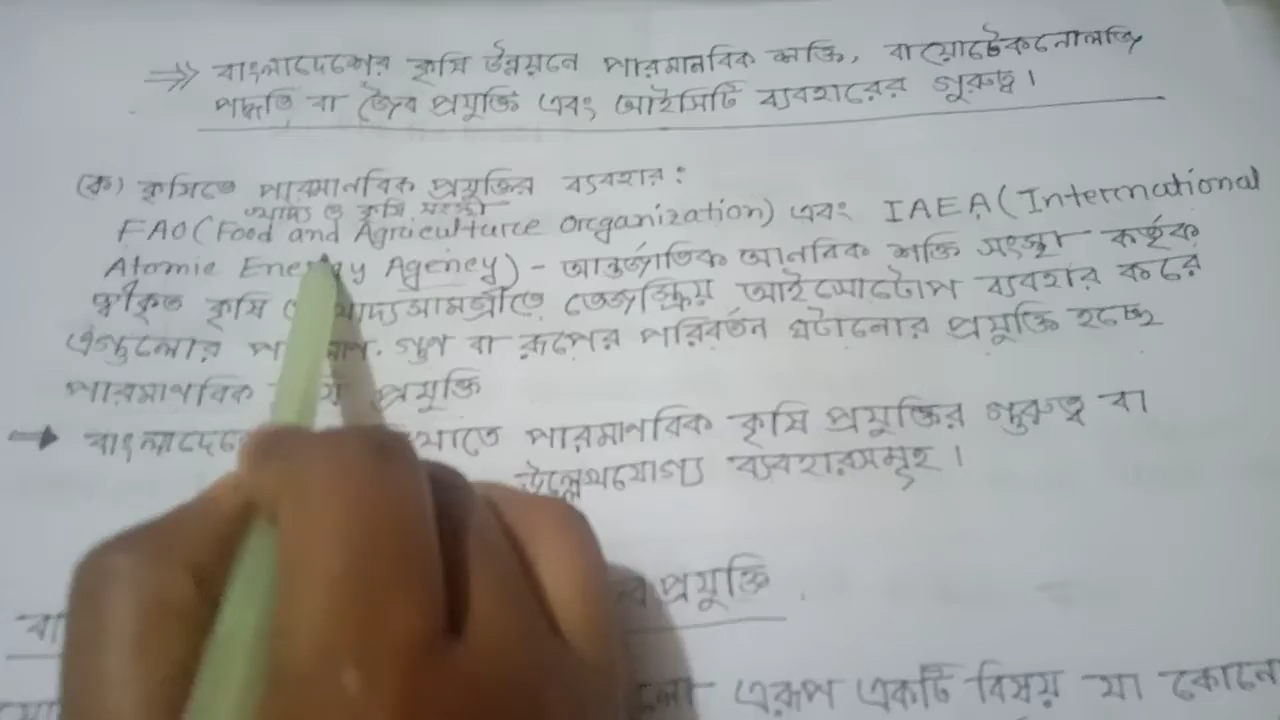 ⇒ বাংলাদেশের কৃষি উন্নয়নে পারমানবিক শক্তি, বায়োটেকনোলজি
পদ্ধতি বা জৈব প্রযুক্তি এবং আইসিটি ব্যবহারের গুরুত্ব।
(ক) কৃষিতে পারমানবিক প্রযুক্তির ব্যবহার:
খাদ্য ও কৃষি সংস্থা
FAO (Food and Agriculture Organization) এবং IAEA (International
Atomic Energy Agency) - আন্তর্জাতিক আনবিক শক্তি সংস্থা কর্তৃক
স্বীকৃত কৃষি খাদ্যসামগ্রীতে তেজস্ক্রিয় আইসোটোপ ব্যবহার করে
এগুলোর গুণ বা রূপের পরিবর্তন ঘটানোর প্রযুক্তি হচ্ছে
পারমাণবিক প্রযুক্তি
→ পারমাণবিক কৃষি প্রযুক্তির গুরুত্ব বা
উল্লেখযোগ্য ব্যবহারসমূহ।
প্রযুক্তি
এরূপ একটি বিষয় যা কোনো